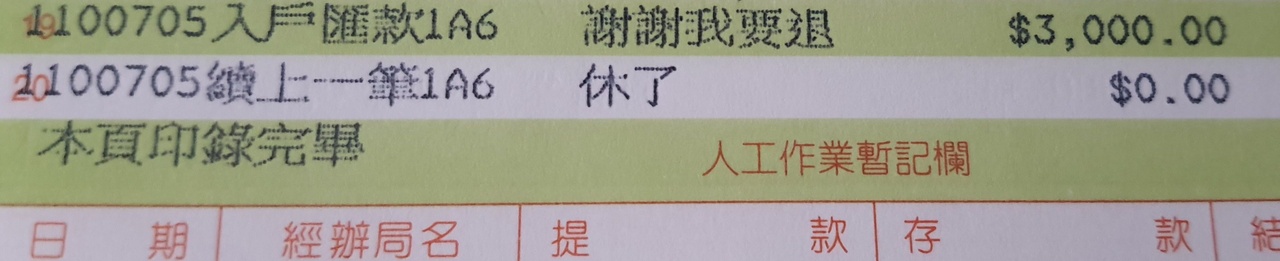 19 1100705入戶匯款1A6 謝謝我要退 $3,000.00
20 1100705續上一筆1A6 休了 $0.00
本頁印錄完畢
人工作業暫記欄
日期 經辦局名 提款 存款 結